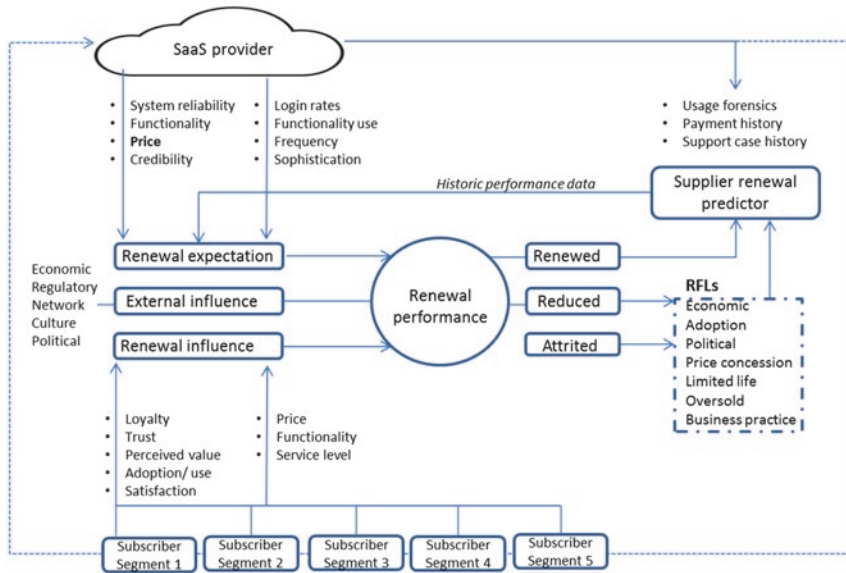 SaaS provider
• System reliability
• Functionality
• Price
• Credibility
• Login rates
• Functionality use
• Frequency
• Sophistication
• Usage forensics
• Payment history
• Support case history
Historic performance data
Supplier renewal
predictor
Renewal expectation
External influence
Renewal influence
Economic
Regulatory
Network
Culture
Political
Renewal
performance
Renewed
Reduced
Attrited
RFLs
Economic
Adoption
Political
Price concession
Limited life
Oversold
Business practice
• Loyalty
• Trust
• Perceived value
• Adoption/ use
• Satisfaction
• Price
• Functionality
• Service level
Subscriber
Segment 1
Subscriber
Segment 2
Subscriber
Segment 3
Subscriber
Segment 4
Subscriber
Segment 5